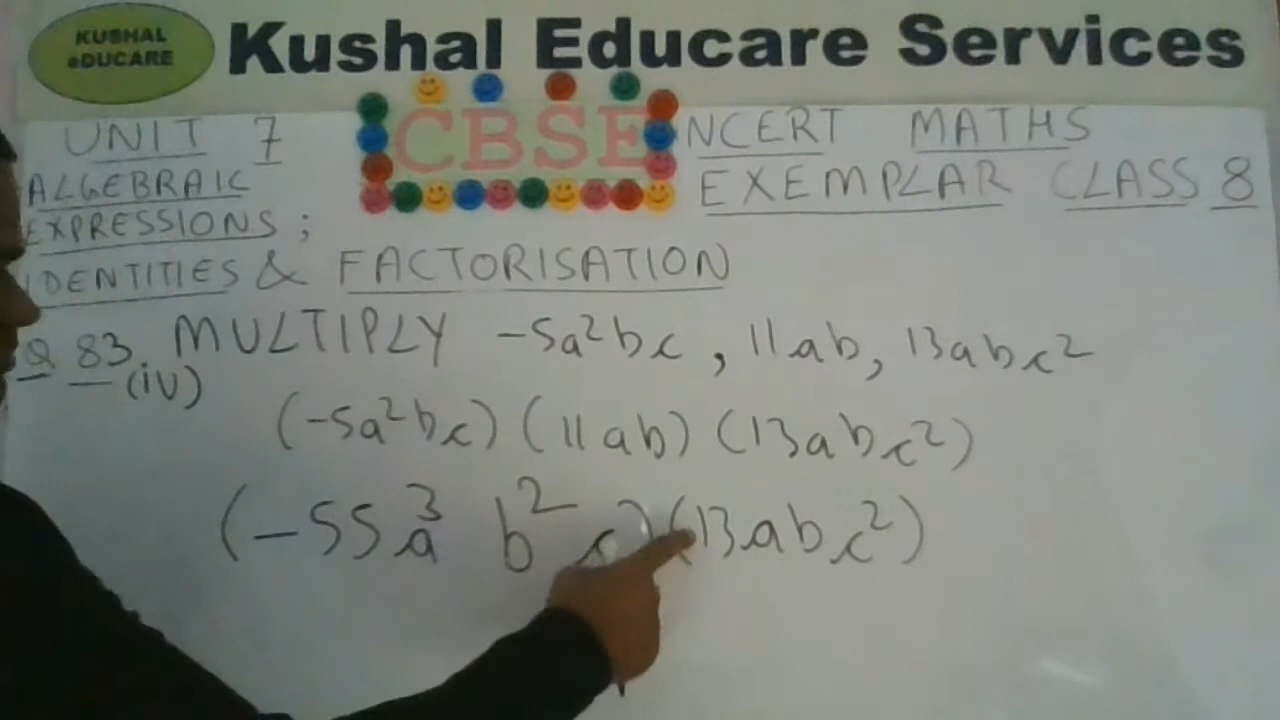 KUSHAL
eDUCARE
Kushal Educare Services
CBSE
UNIT 7
ALGEBRAIC
EXPRESSIONS;
IDENTITIES & FACTORISATION
NCERT MATHS
EXEMPLAR CLASS 8
Q 83. MULTIPLY -5a²bc, 11ab, 13abc²
(iv)
(-5a²bc) (11ab) (13abc²)
(-55a³ b²c) (13abc²)